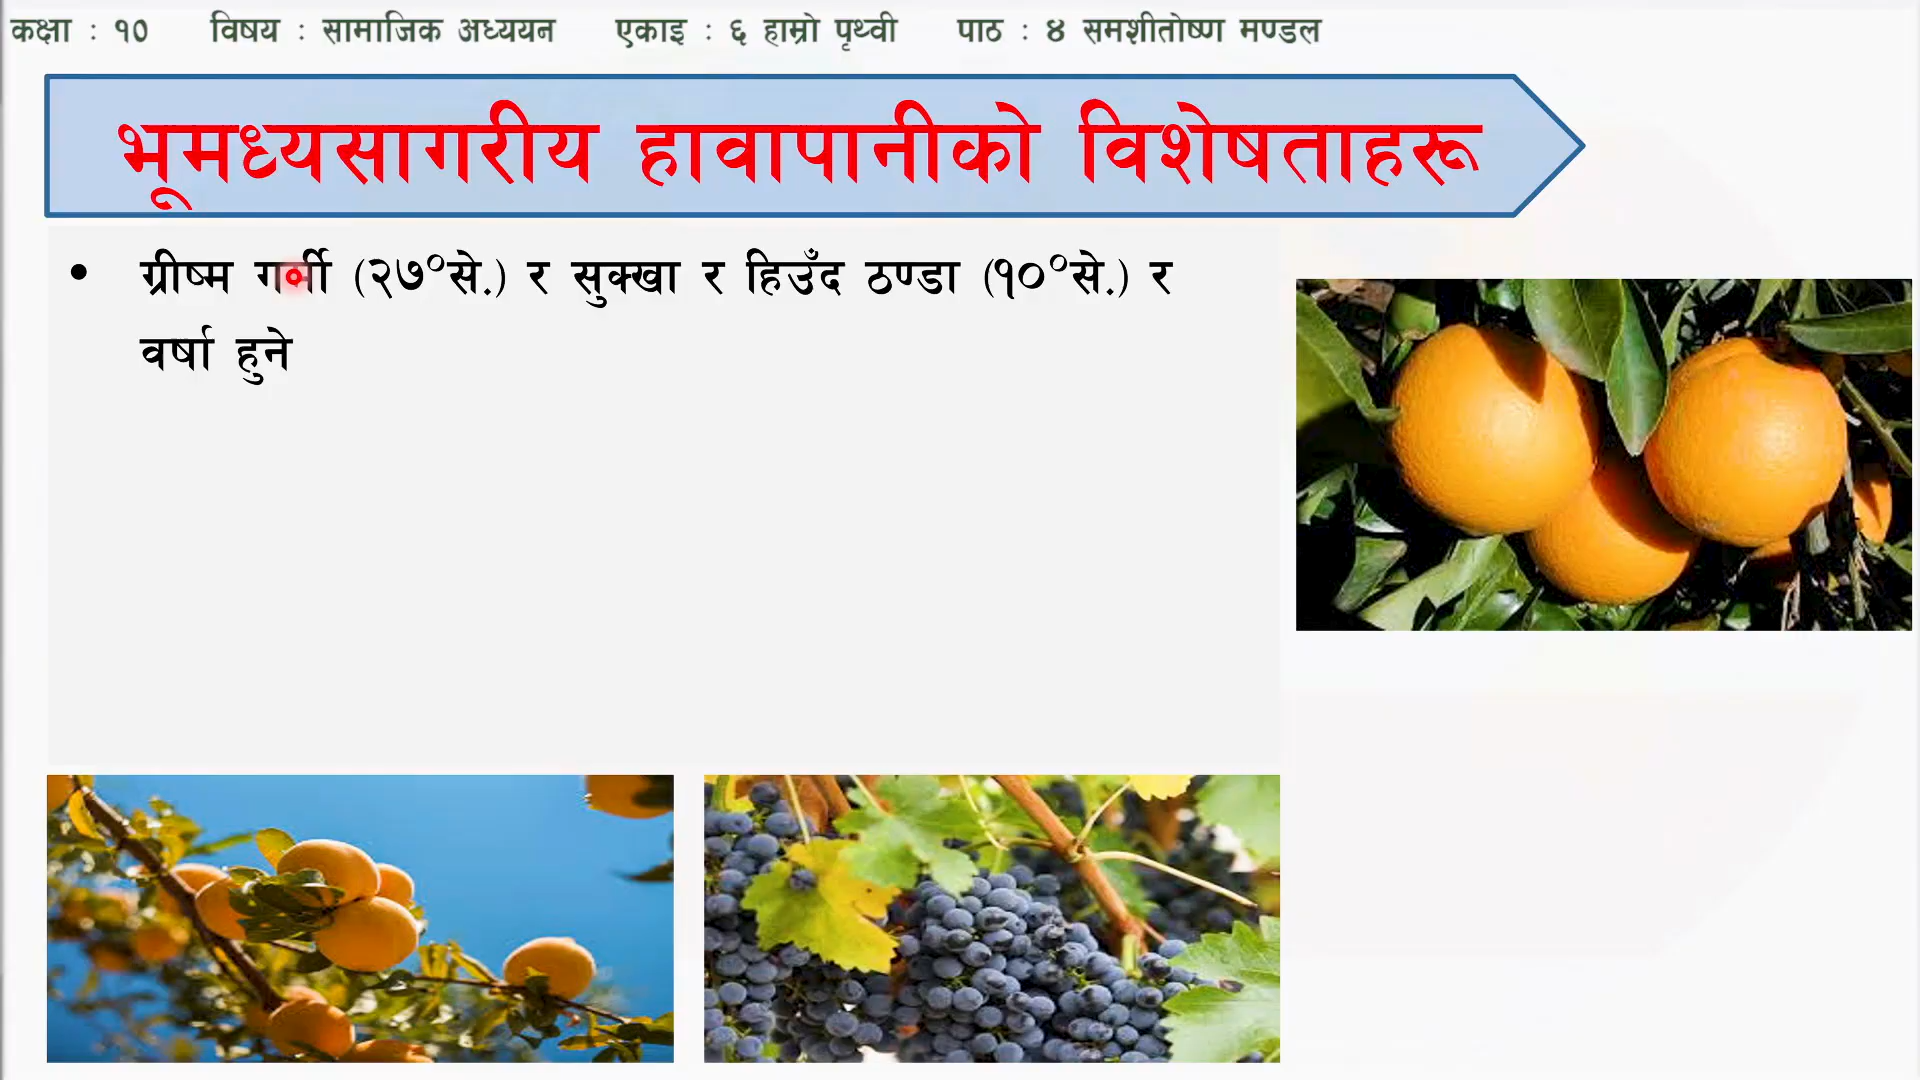 कक्षा : १० विषय : सामाजिक अध्ययन एकाइ : ६ हाम्रो पृथ्वी पाठ : ४ समशीतोष्ण मण्डल
भूमध्यसागरीय हावापानीको विशेषताहरू
• ग्रीष्म गर्मी (२७°से.) र सुक्खा र हिउँद ठण्डा (१०°से.) र
वर्षा हुने